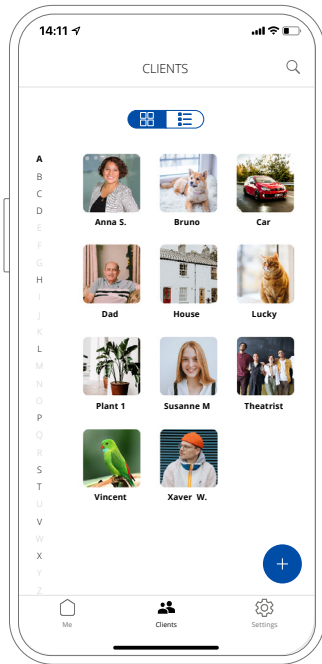 14:11
CLIENTS
A
B
C
D
E
F
G
H
I
J
K
L
M
N
O
P
Q
R
S
T
U
V
W
X
Y
Z
Anna S.
Bruno
Car
Dad
House
Lucky
Plant 1
Susanne M
Theatrist
Vincent
Xaver W.
+
Me
Clients
Settings